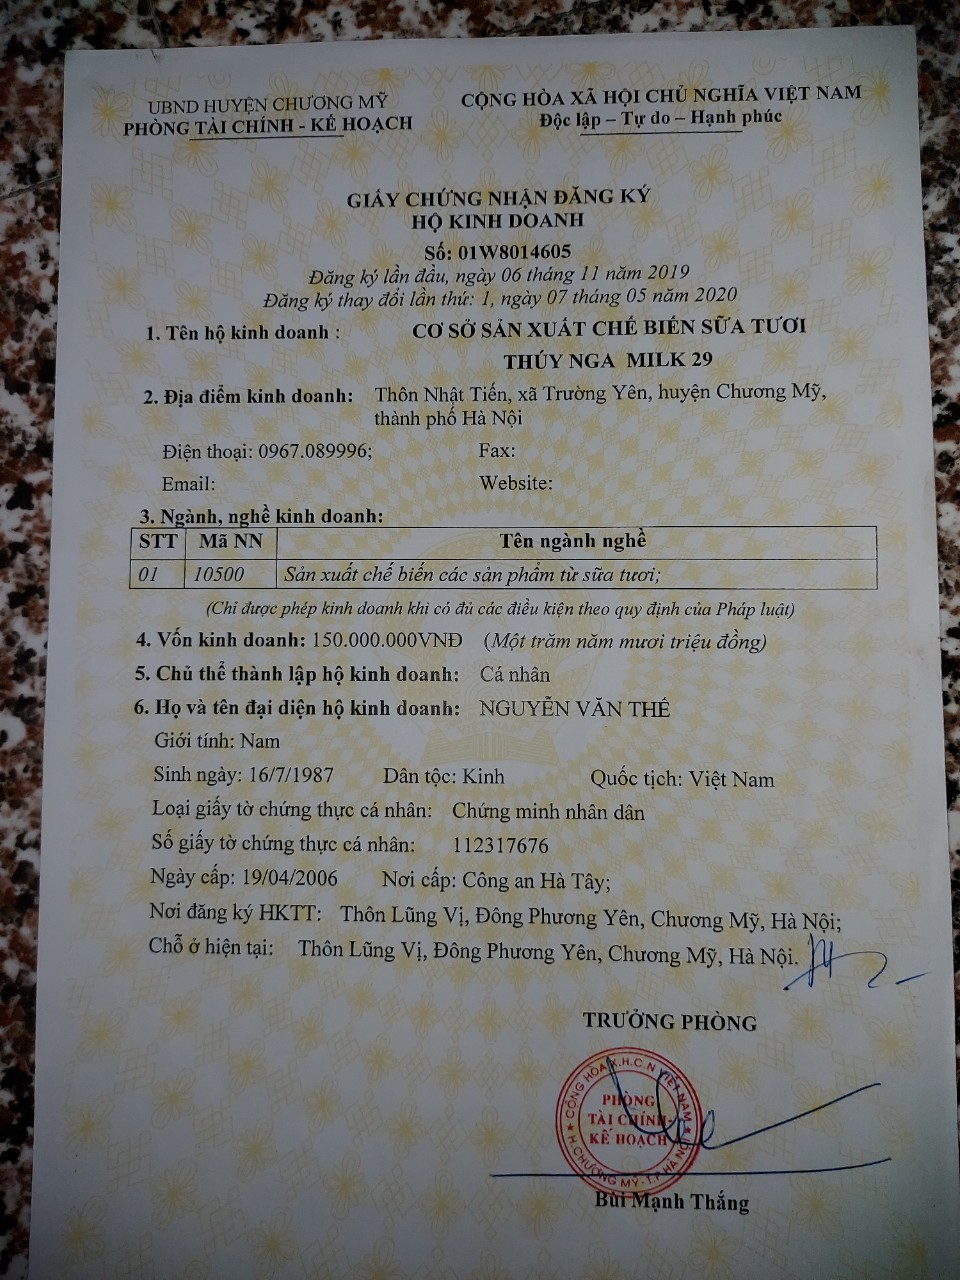 UBND HUYỆN CHƯƠNG MỸ
PHÒNG TÀI CHÍNH - KẾ HOẠCH
CỘNG HÒA XÃ HỘI CHỦ NGHĨA VIỆT NAM
Độc lập – Tự do – Hạnh phúc
GIẤY CHỨNG NHẬN ĐĂNG KÝ
HỘ KINH DOANH
Số: 01W8014605
Đăng ký lần đầu, ngày 06 tháng 11 năm 2019
Đăng ký thay đổi lần thứ: 1, ngày 07 tháng 05 năm 2020
1. Tên hộ kinh doanh : CƠ SỞ SẢN XUẤT CHẾ BIẾN SỮA TƯƠI
THÚY NGA MILK 29
2. Địa điểm kinh doanh: Thôn Nhật Tiến, xã Trường Yên, huyện Chương Mỹ,
thành phố Hà Nội
Điện thoại: 0967.089996; Fax:
Email: Website:
3. Ngành, nghề kinh doanh:
STT Mã NN Tên ngành nghề
01 10500 Sản xuất chế biến các sản phẩm từ sữa tươi;
(Chỉ được phép kinh doanh khi có đủ các điều kiện theo quy định của Pháp luật)
4. Vốn kinh doanh: 150.000.000VNĐ (Một trăm năm mươi triệu đồng)
5. Chủ thể thành lập hộ kinh doanh: Cá nhân
6. Họ và tên đại diện hộ kinh doanh: NGUYỄN VĂN THẾ
Giới tính: Nam
Sinh ngày: 16/7/1987 Dân tộc: Kinh Quốc tịch: Việt Nam
Loại giấy tờ chứng thực cá nhân: Chứng minh nhân dân
Số giấy tờ chứng thực cá nhân: 112317676
Ngày cấp: 19/04/2006 Nơi cấp: Công an Hà Tây;
Nơi đăng ký HKTT: Thôn Lũng Vị, Đông Phương Yên, Chương Mỹ, Hà Nội;
Chỗ ở hiện tại: Thôn Lũng Vị, Đông Phương Yên, Chương Mỹ, Hà Nội.
TRƯỞNG PHÒNG
CỘNG HÒA X.H.C.N VIỆT NAM
PHÒNG
TÀI CHÍNH-
KẾ HOẠCH
H.CHƯƠNG MỸ-T.P HÀ NỘI
Bùi Mạnh Thắng